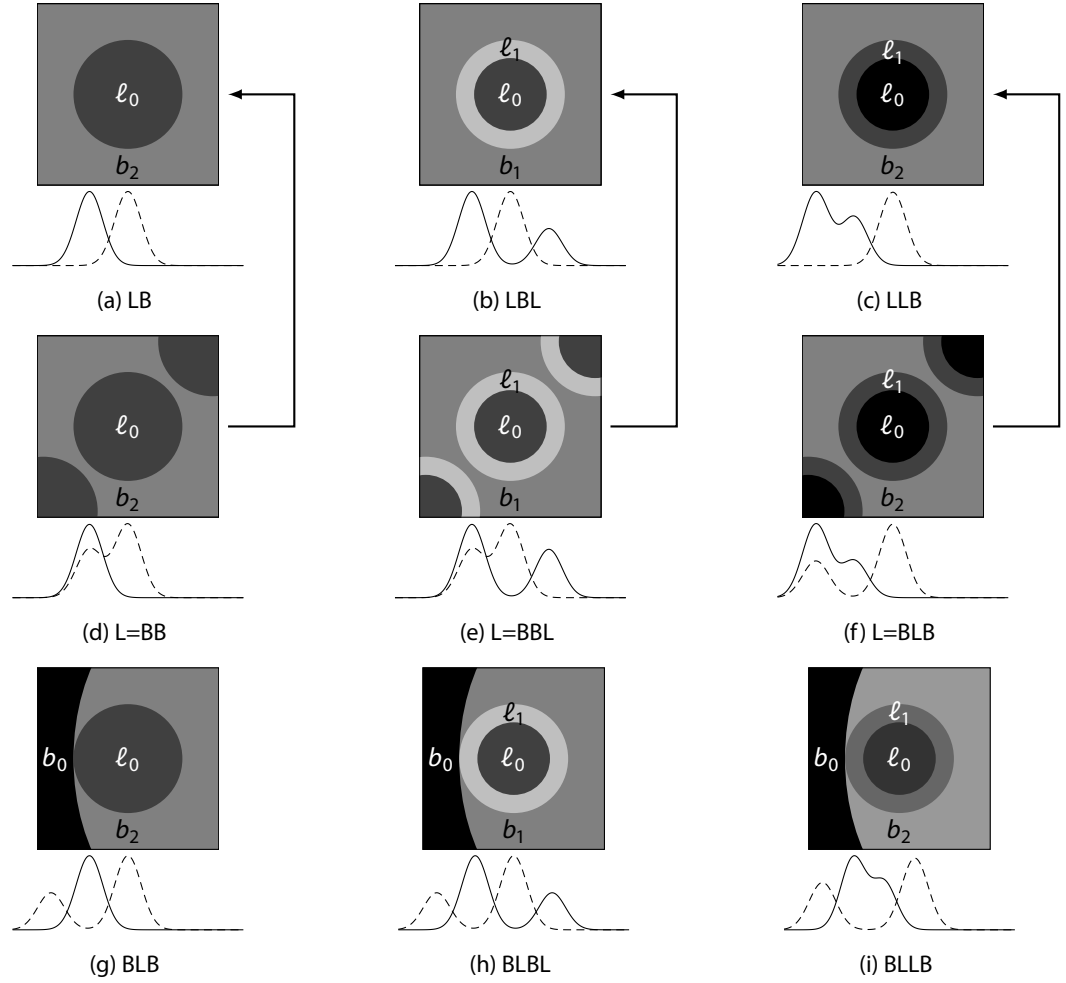 ℓ₀
b₂
ℓ₁
ℓ₀
b₁
ℓ₁
ℓ₀
b₂
(a) LB
(b) LBL
(c) LLB
ℓ₀
b₂
ℓ₁
ℓ₀
b₁
ℓ₁
ℓ₀
b₂
(d) L=BB
(e) L=BBL
(f) L=BLB
b₀ ℓ₀
b₂
ℓ₁
b₀ ℓ₀
b₁
ℓ₁
b₀ ℓ₀
b₂
(g) BLB
(h) BLBL
(i) BLLB